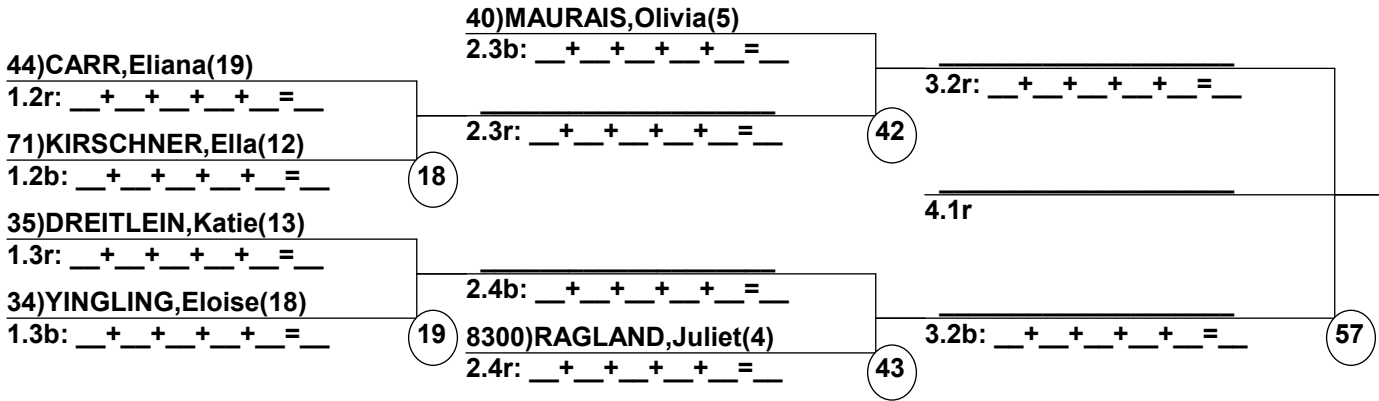 44)CARR,Eliana(19)
1.2r: __+__+__+__+__=__
71)KIRSCHNER,Ella(12)
1.2b: __+__+__+__+__=__
18
35)DREITLEIN,Katie(13)
1.3r: __+__+__+__+__=__
34)YINGLING,Eloise(18)
1.3b: __+__+__+__+__=__
19
40)MAURAIS,Olivia(5)
2.3b: __+__+__+__+__=__
2.3r: __+__+__+__+__=__
42
2.4b: __+__+__+__+__=__
8300)RAGLAND,Juliet(4)
2.4r: __+__+__+__+__=__
43
3.2r: __+__+__+__+__=__
4.1r
3.2b: __+__+__+__+__=__
57